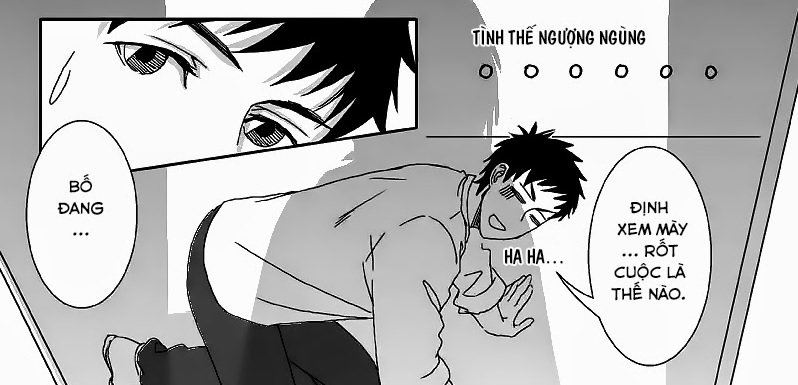 TÌNH THẾ NGƯỢNG NGÙNG
BỐ
ĐANG
...
ĐỊNH
XEM MÀY
... RỐT
CUỘC LÀ
THẾ NÀO.
HA HA...